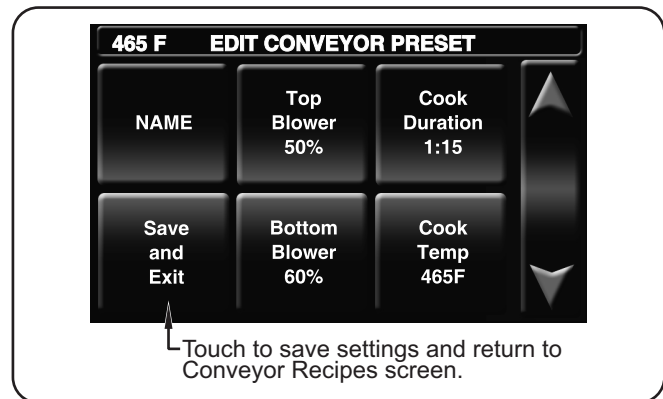 465 F EDIT CONVEYOR PRESET
NAME
Top
Blower
50%
Cook
Duration
1:15
Save
and
Exit
Bottom
Blower
60%
Cook
Temp
465F
Touch to save settings and return to
Conveyor Recipes screen.